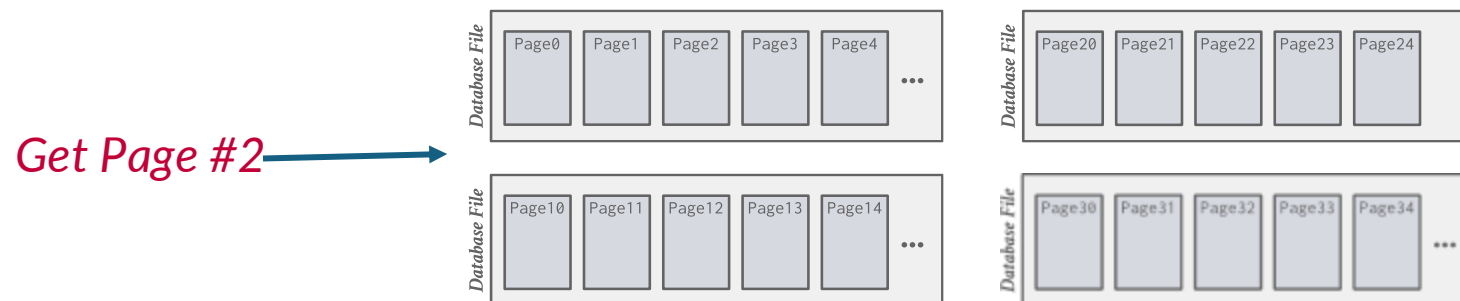 Get Page #2
Database File
Page0 Page1 Page2 Page3 Page4 ...
Database File
Page20 Page21 Page22 Page23 Page24
Database File
Page10 Page11 Page12 Page13 Page14 ...
Database File
Page30 Page31 Page32 Page33 Page34 ...